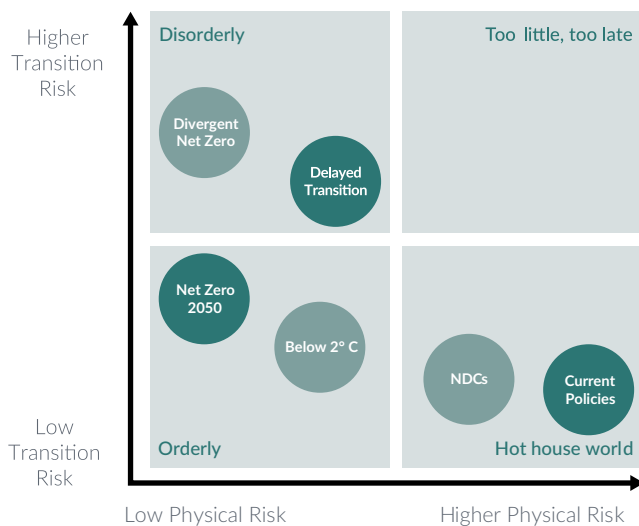 Higher
Transition
Risk
Disorderly
Too little, too late
Divergent
Net Zero
Delayed
Transition
Net Zero
2050
Below 2° C
NDCs
Current
Policies
Low
Transition
Risk
Orderly
Hot house world
Low Physical Risk
Higher Physical Risk